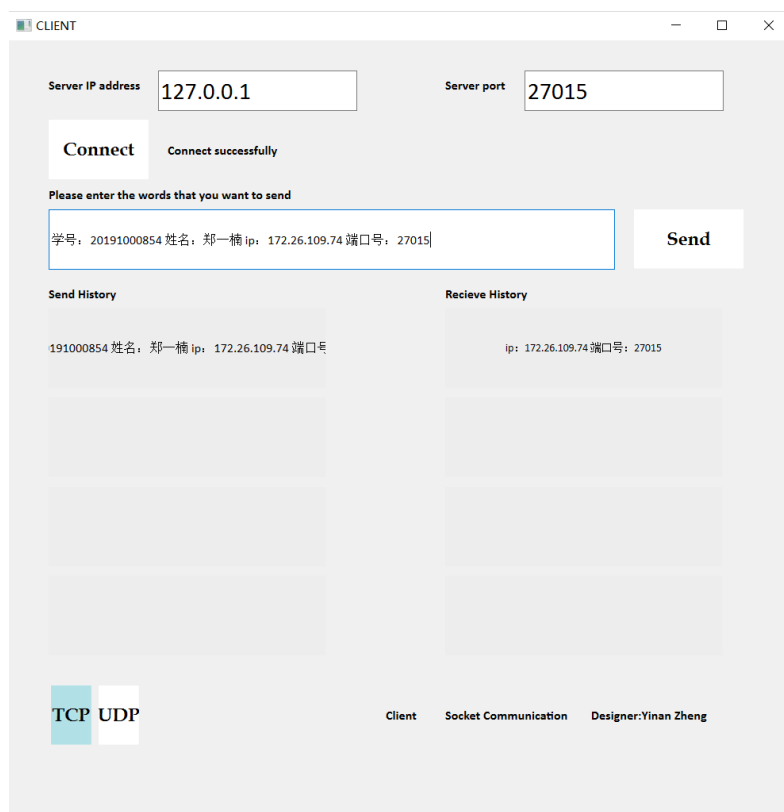 CLIENT
Server IP address 127.0.0.1 Server port 27015
Connect Connect successfully
Please enter the words that you want to send
学号：20191000854 姓名：郑一楠 ip：172.26.109.74 端口号：27015
Send
Send History Recieve History
191000854 姓名：郑一楠 ip：172.26.109.74 端口号
ip：172.26.109.74 端口号：27015
TCP UDP
Client Socket Communication Designer:Yinan Zheng